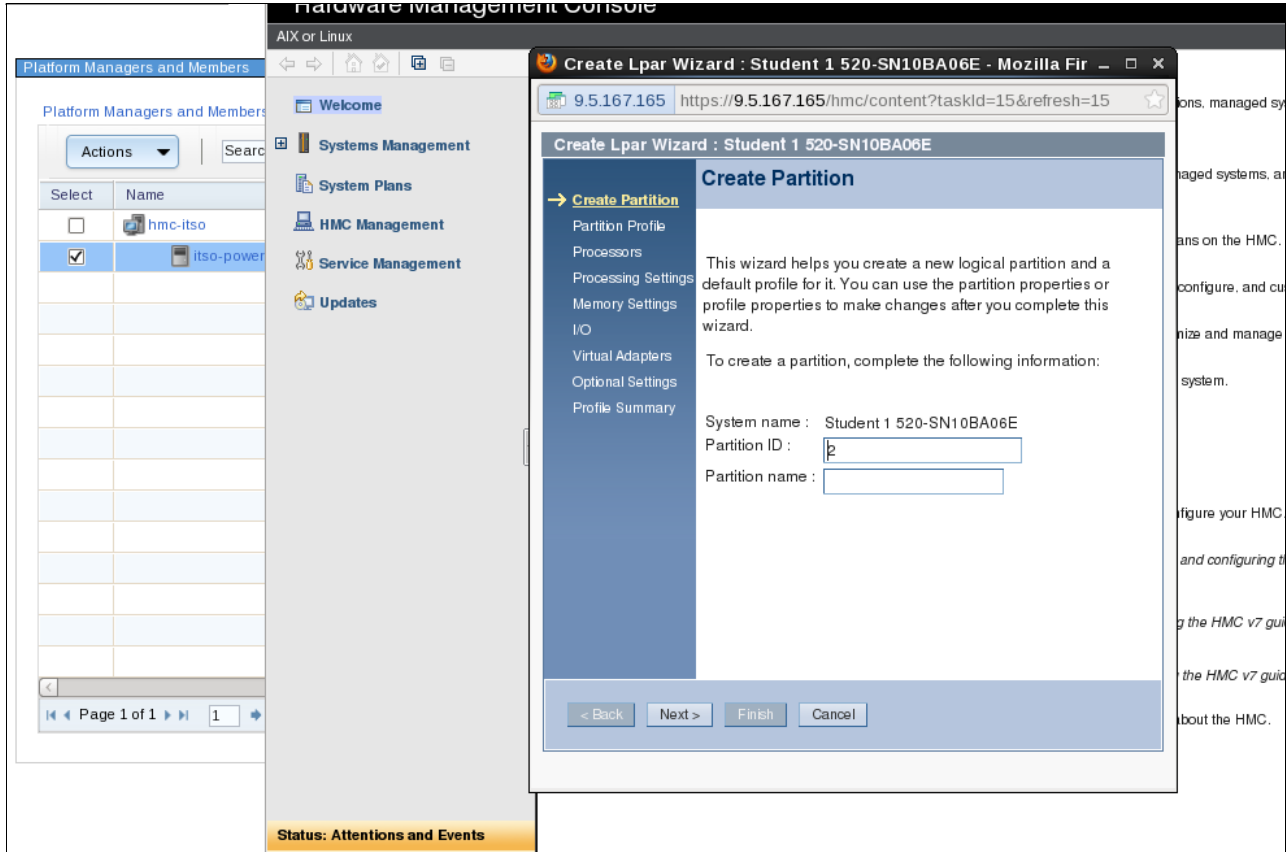 Hardware Management Console
AIX or Linux
Platform Managers and Members
Platform Managers and Members
Actions
Searc
Select
Name
hmc-itso
itso-power
Page 1 of 1
1
Welcome
Systems Management
System Plans
HMC Management
Service Management
Updates
Status: Attentions and Events
Create Lpar Wizard : Student 1 520-SN10BA06E - Mozilla Fir
9.5.167.165 https://9.5.167.165/hmc/content?taskId=15&refresh=15
Create Lpar Wizard : Student 1 520-SN10BA06E
Create Partition
Partition Profile
Processors
Processing Settings
Memory Settings
I/O
Virtual Adapters
Optional Settings
Profile Summary
Create Partition
This wizard helps you create a new logical partition and a
default profile for it. You can use the partition properties or
profile properties to make changes after you complete this
wizard.
To create a partition, complete the following information:
System name : Student 1 520-SN10BA06E
Partition ID : 2
Partition name :
< Back
Next >
Finish
Cancel
ions, managed sy
naged systems, ar
ans on the HMC.
configure, and cu
nize and manage
system.
nfigure your HMC.
and configuring t
g the HMC v7 gui
the HMC v7 guid
about the HMC.